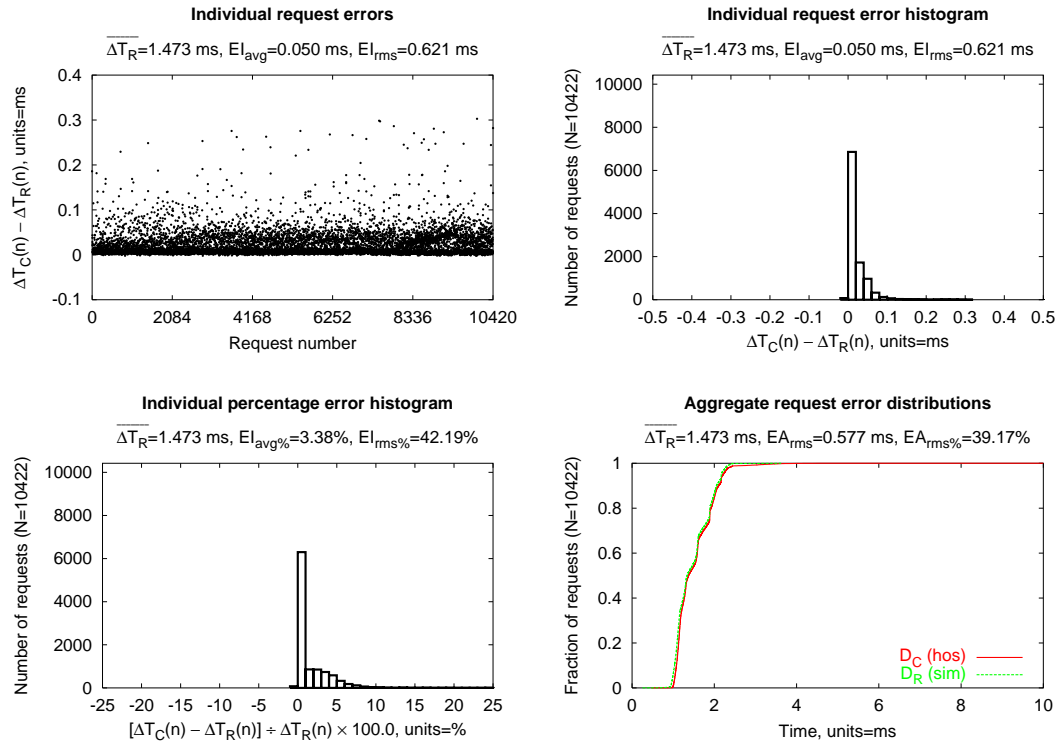 Individual request errors
ΔT_R=1.473 ms, EI_avg=0.050 ms, EI_rms=0.621 ms
ΔT_C(n) − ΔT_R(n), units=ms
0.4
0.3
0.2
0.1
0
-0.1
0 2084 4168 6252 8336 10420
Request number
Individual request error histogram
ΔT_R=1.473 ms, EI_avg=0.050 ms, EI_rms=0.621 ms
Number of requests (N=10422)
10000
8000
6000
4000
2000
0
-0.5 -0.4 -0.3 -0.2 -0.1 0 0.1 0.2 0.3 0.4 0.5
ΔT_C(n) − ΔT_R(n), units=ms
Individual percentage error histogram
ΔT_R=1.473 ms, EI_avg%=3.38%, EI_rms%=42.19%
Number of requests (N=10422)
10000
8000
6000
4000
2000
0
-25 -20 -15 -10 -5 0 5 10 15 20 25
[ΔT_C(n) − ΔT_R(n)] ÷ ΔT_R(n) × 100.0, units=%
Aggregate request error distributions
ΔT_R=1.473 ms, EA_rms=0.577 ms, EA_rms%=39.17%
Fraction of requests (N=10422)
1
0.8
0.6
0.4
0.2
0
D_C (hos)
D_R (sim)
0 2 4 6 8 10
Time, units=ms